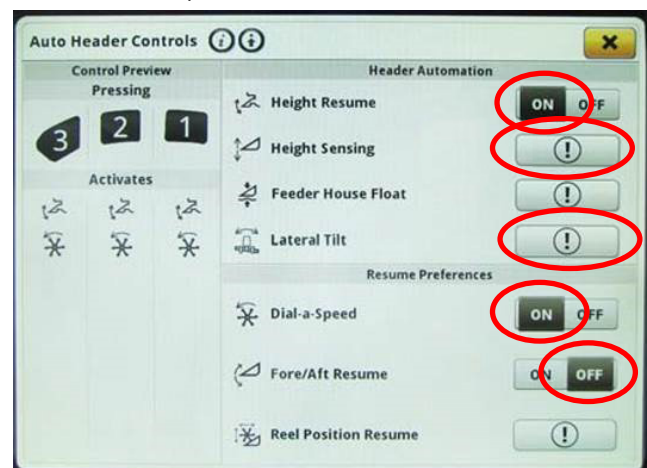 Auto Header Controls
Control Preview
Pressing
3 2 1
Activates
Header Automation
Height Resume ON OFF
Height Sensing !
Feeder House Float !
Lateral Tilt !
Resume Preferences
Dial-a-Speed ON OFF
Fore/Aft Resume ON OFF
Reel Position Resume !